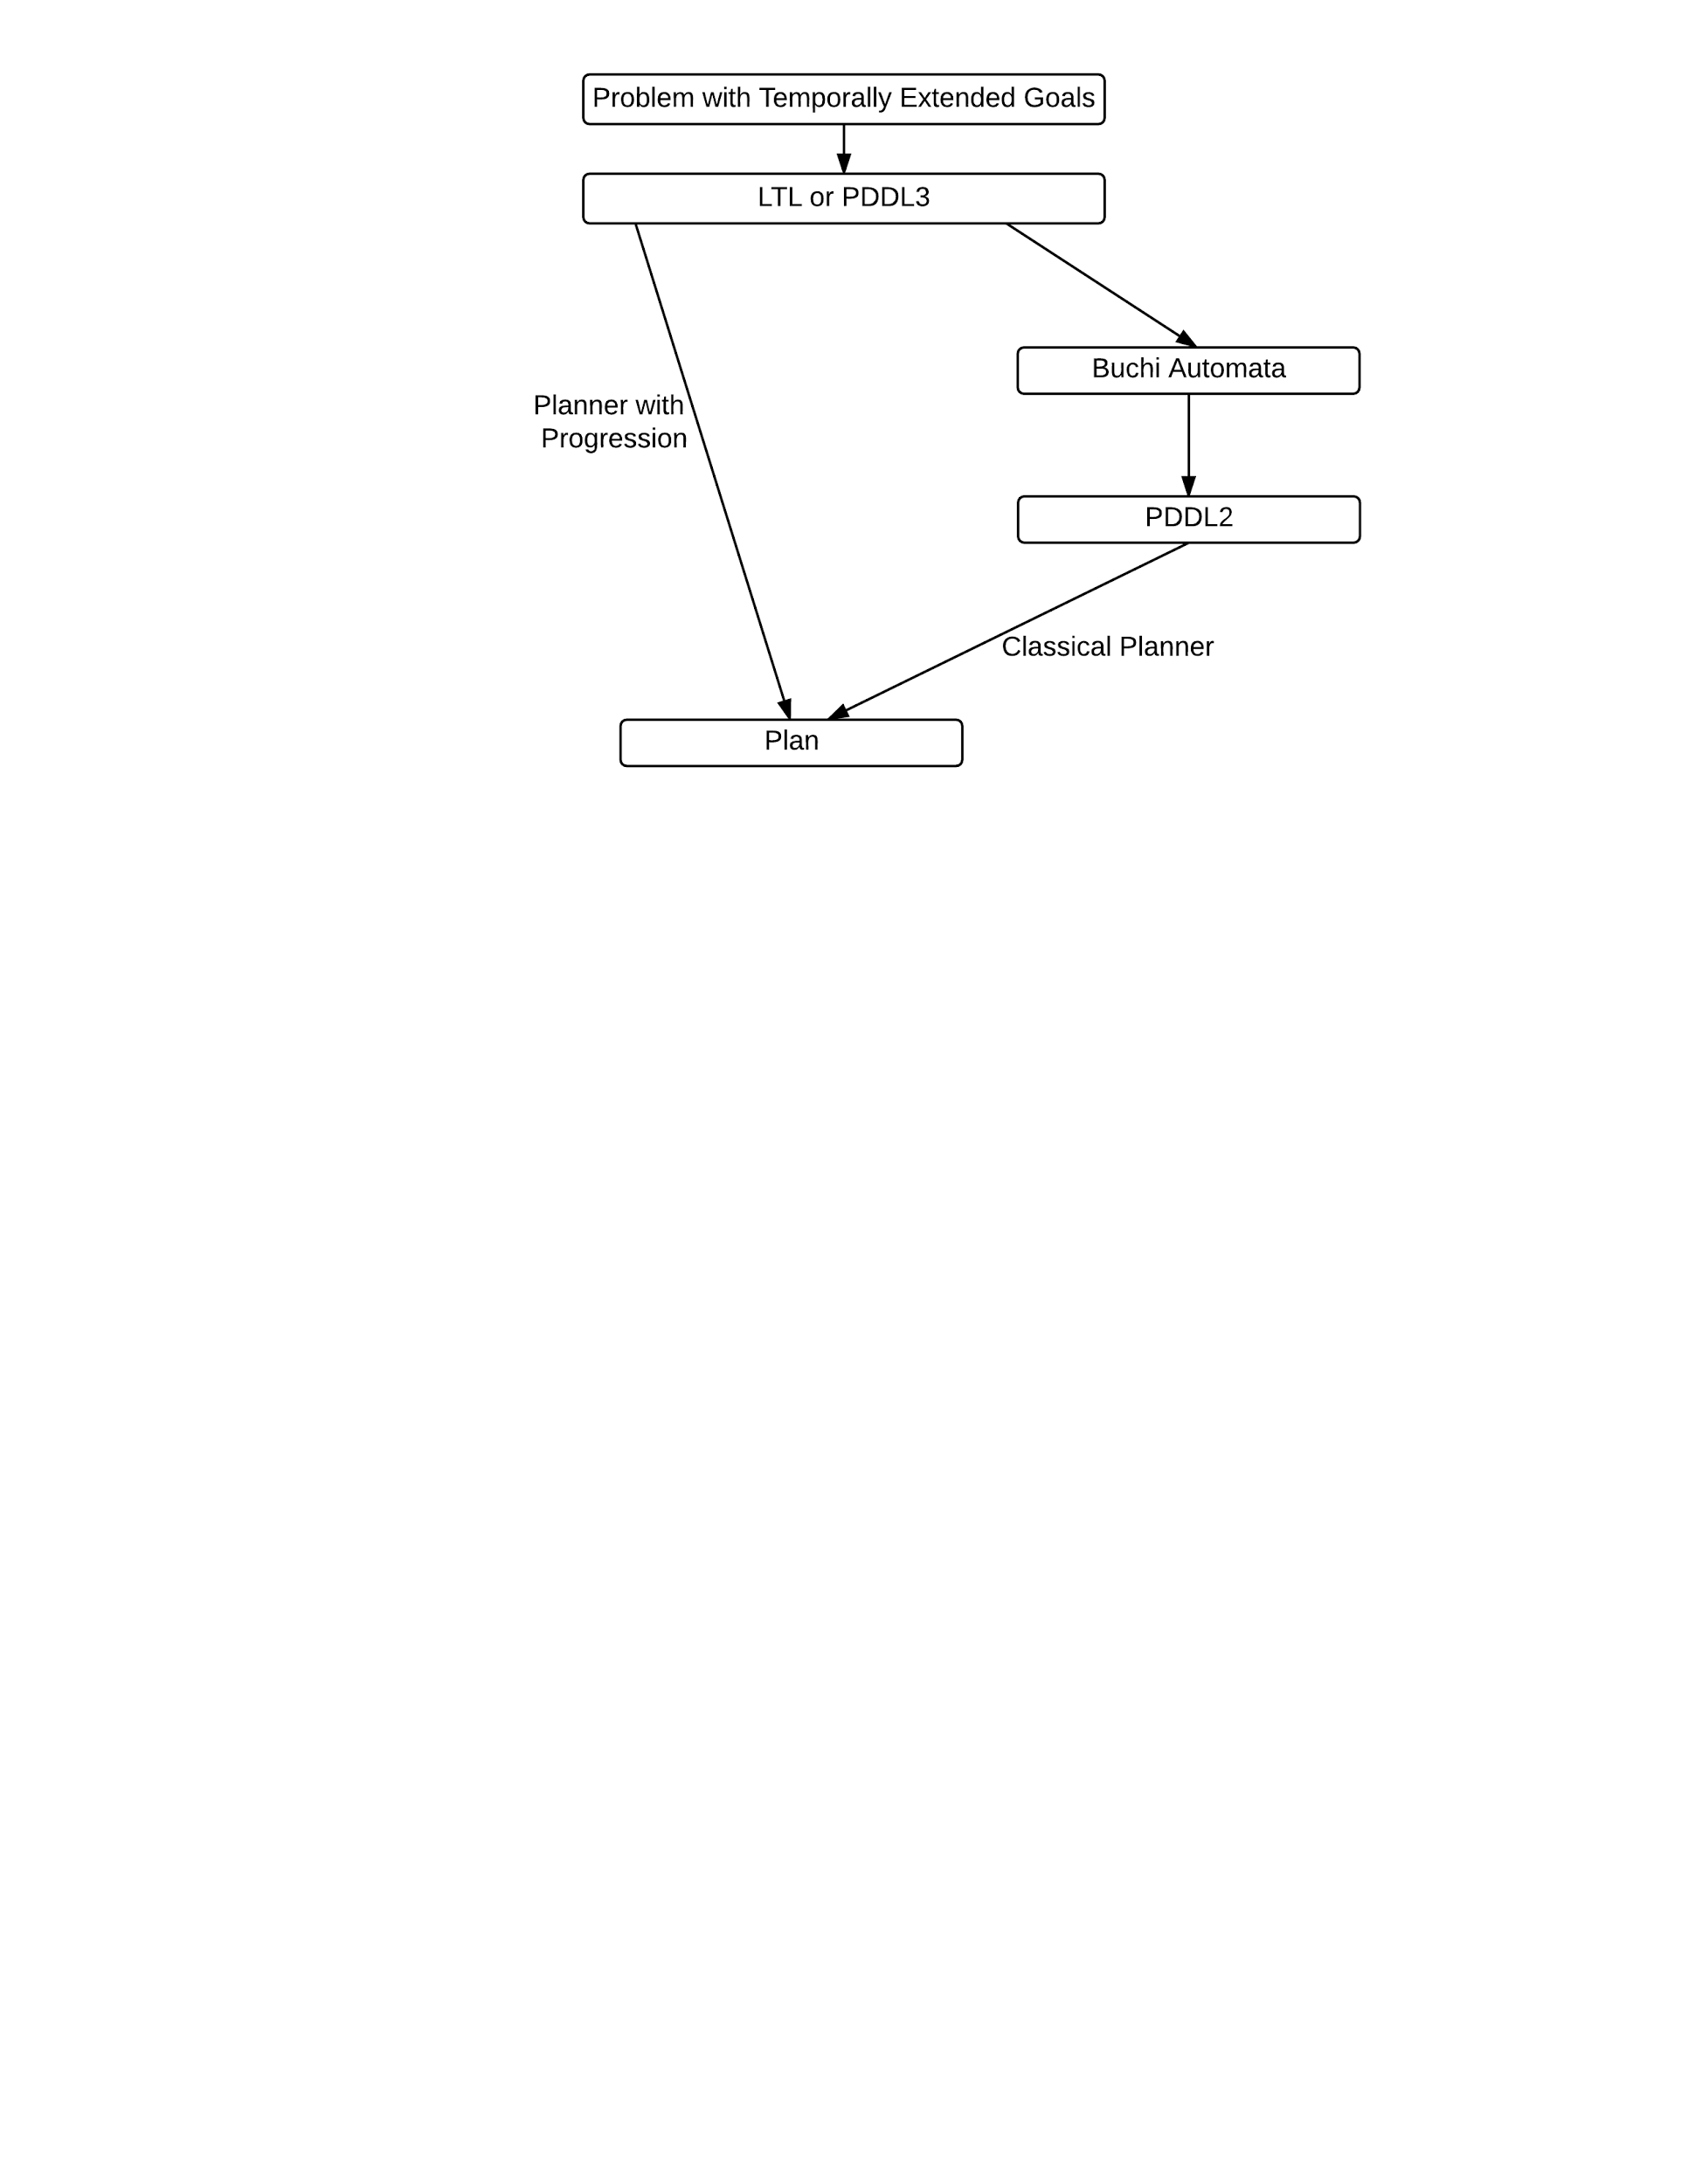 Problem with Temporally Extended Goals
LTL or PDDL3
Buchi Automata
Planner with
Progression
PDDL2
Classical Planner
Plan